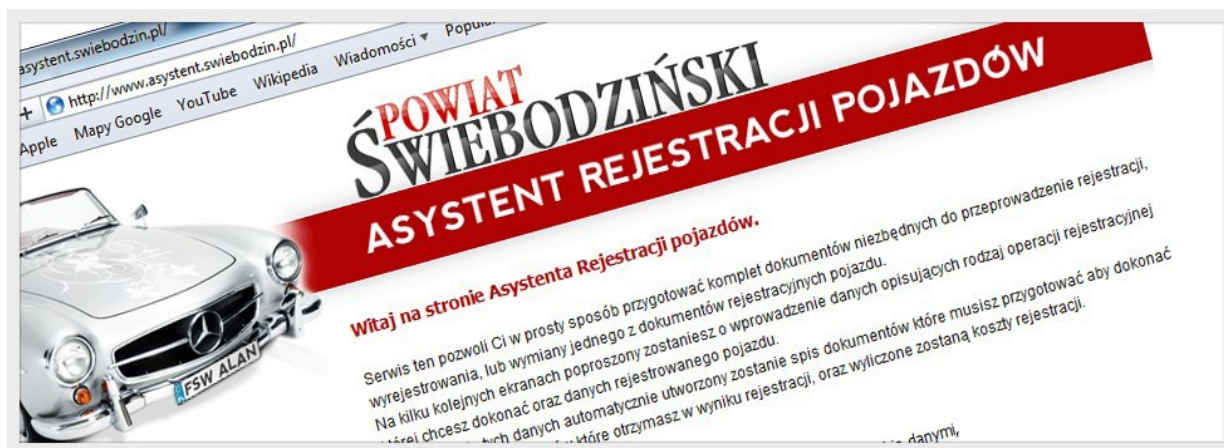 asystent.swiebodzin.pl/
+ http://www.asystent.swiebodzin.pl/
Apple Mapy Google YouTube Wikipedia Wiadomości
POWIAT
ŚWIEBODZIŃSKI
ASYSTENT REJESTRACJI POJAZDÓW
FSW ALAN
Witaj na stronie Asystenta Rejestracji pojazdów.
Serwis ten pozwoli Ci w prosty sposób przygotować komplet dokumentów niezbędnych do przeprowadzenie rejestracji,
wyrejestrowania, lub wymiany jednego z dokumentów rejestracyjnych pojazdu.
Na kilku kolejnych ekranach poproszony zostaniesz o wprowadzenie danych opisujących rodzaj operacji rejestracyjnej
której chcesz dokonać oraz danych rejestrowanego pojazdu.
tych danych automatycznie utworzony zostanie spis dokumentów które musisz przygotować aby dokonać
które otrzymasz w wyniku rejestracji, oraz wyliczone zostaną koszty rejestracji.
danymi,